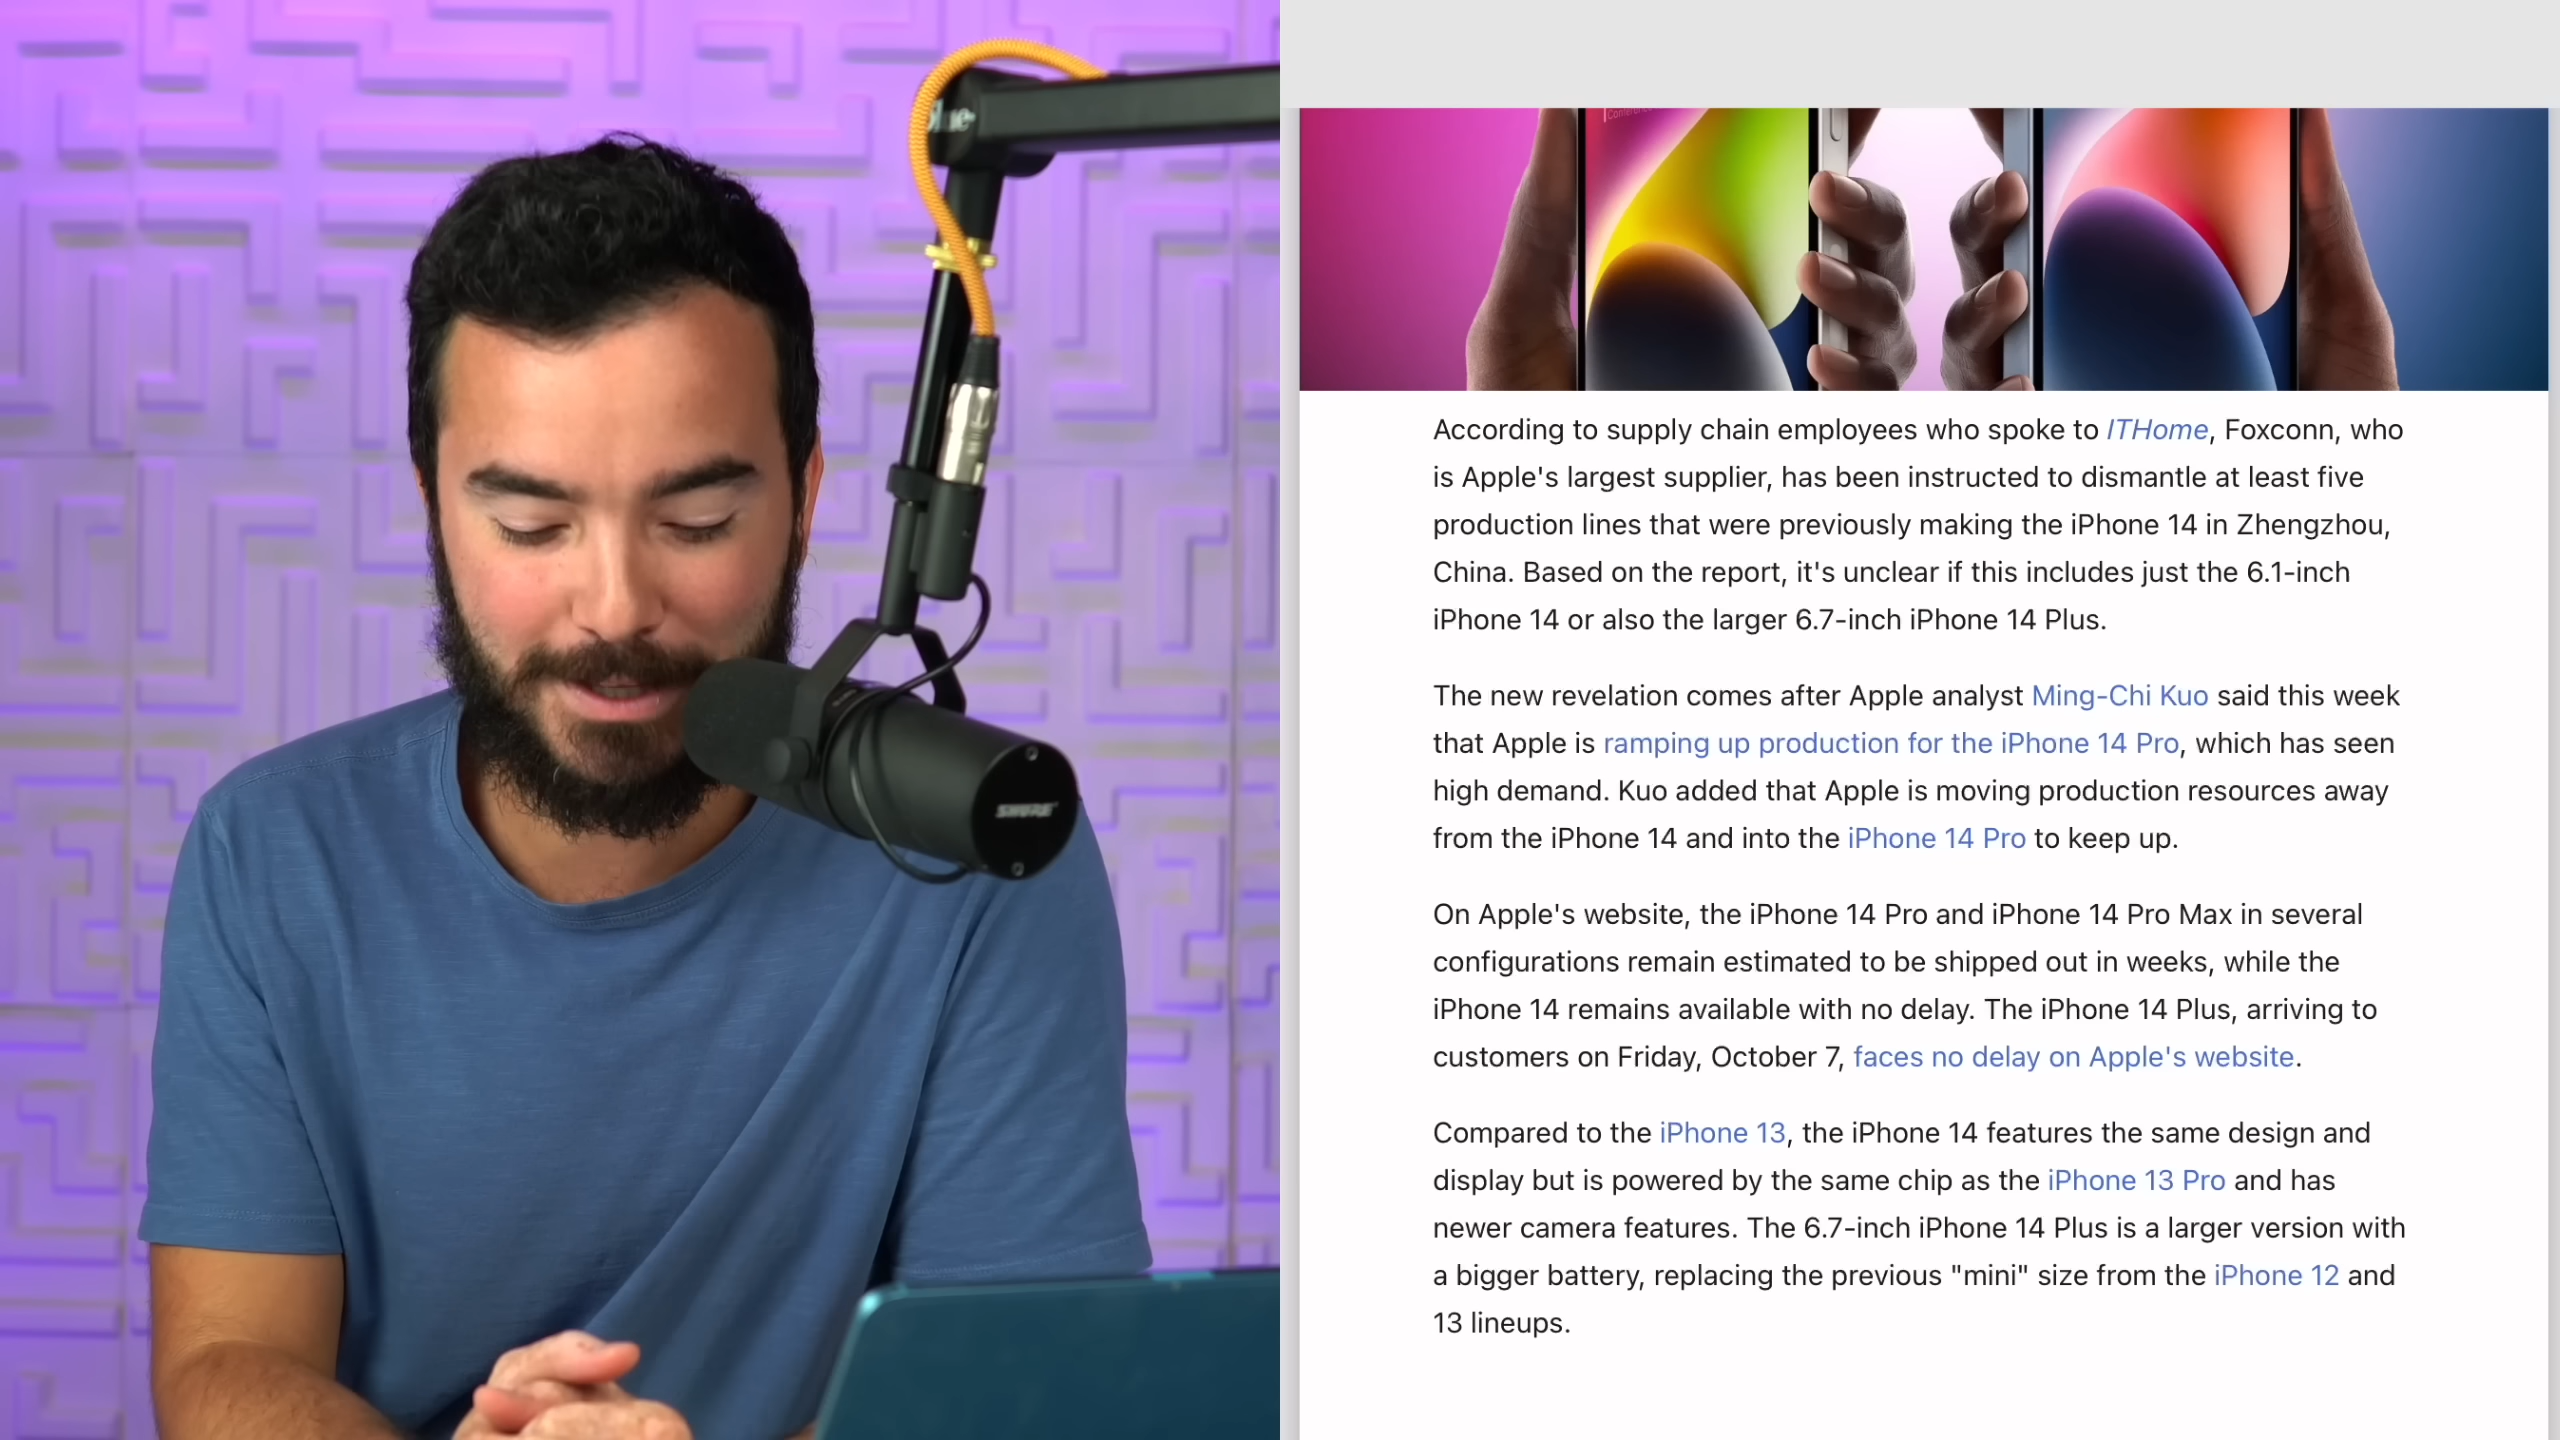 SHURE
According to supply chain employees who spoke to ITHome, Foxconn, who
is Apple's largest supplier, has been instructed to dismantle at least five
production lines that were previously making the iPhone 14 in Zhengzhou,
China. Based on the report, it's unclear if this includes just the 6.1-inch
iPhone 14 or also the larger 6.7-inch iPhone 14 Plus.
The new revelation comes after Apple analyst Ming-Chi Kuo said this week
that Apple is ramping up production for the iPhone 14 Pro, which has seen
high demand. Kuo added that Apple is moving production resources away
from the iPhone 14 and into the iPhone 14 Pro to keep up.
On Apple's website, the iPhone 14 Pro and iPhone 14 Pro Max in several
configurations remain estimated to be shipped out in weeks, while the
iPhone 14 remains available with no delay. The iPhone 14 Plus, arriving to
customers on Friday, October 7, faces no delay on Apple's website.
Compared to the iPhone 13, the iPhone 14 features the same design and
display but is powered by the same chip as the iPhone 13 Pro and has
newer camera features. The 6.7-inch iPhone 14 Plus is a larger version with
a bigger battery, replacing the previous "mini" size from the iPhone 12 and
13 lineups.